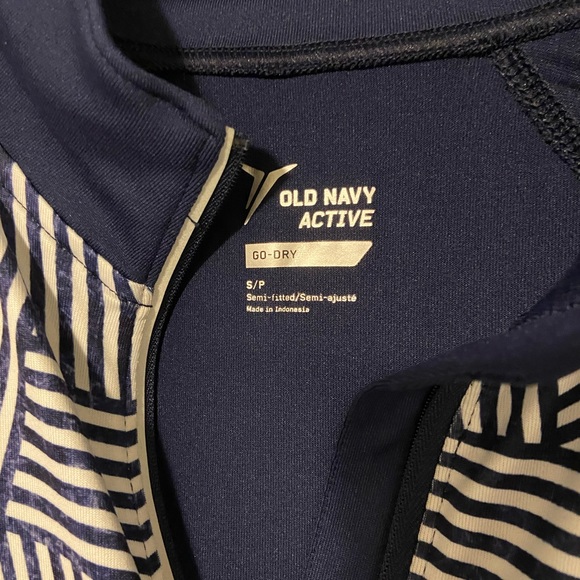 OLD NAVY
ACTIVE
GO-DRY
S/P
Semi-fitted/Semi-ajusté
Made in Indonesia